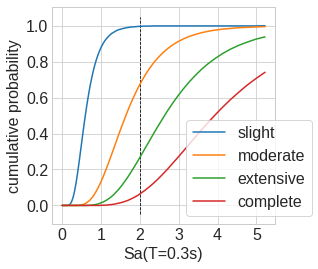 cumulative probability
1.0
0.8
0.6
0.4
0.2
0.0
slight
moderate
extensive
complete
0 1 2 3 4 5
Sa(T=0.3s)